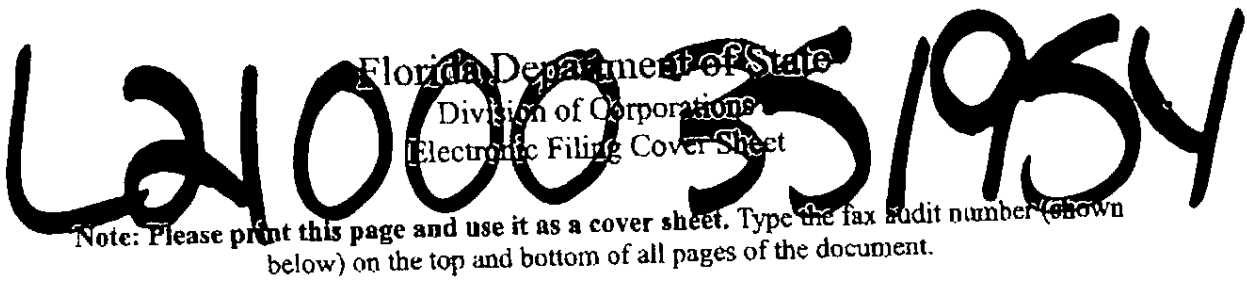 L21000351954
Florida Department of State
Division of Corporations
Electronic Filing Cover Sheet
Note: Please print this page and use it as a cover sheet. Type the fax audit number (shown
below) on the top and bottom of all pages of the document.